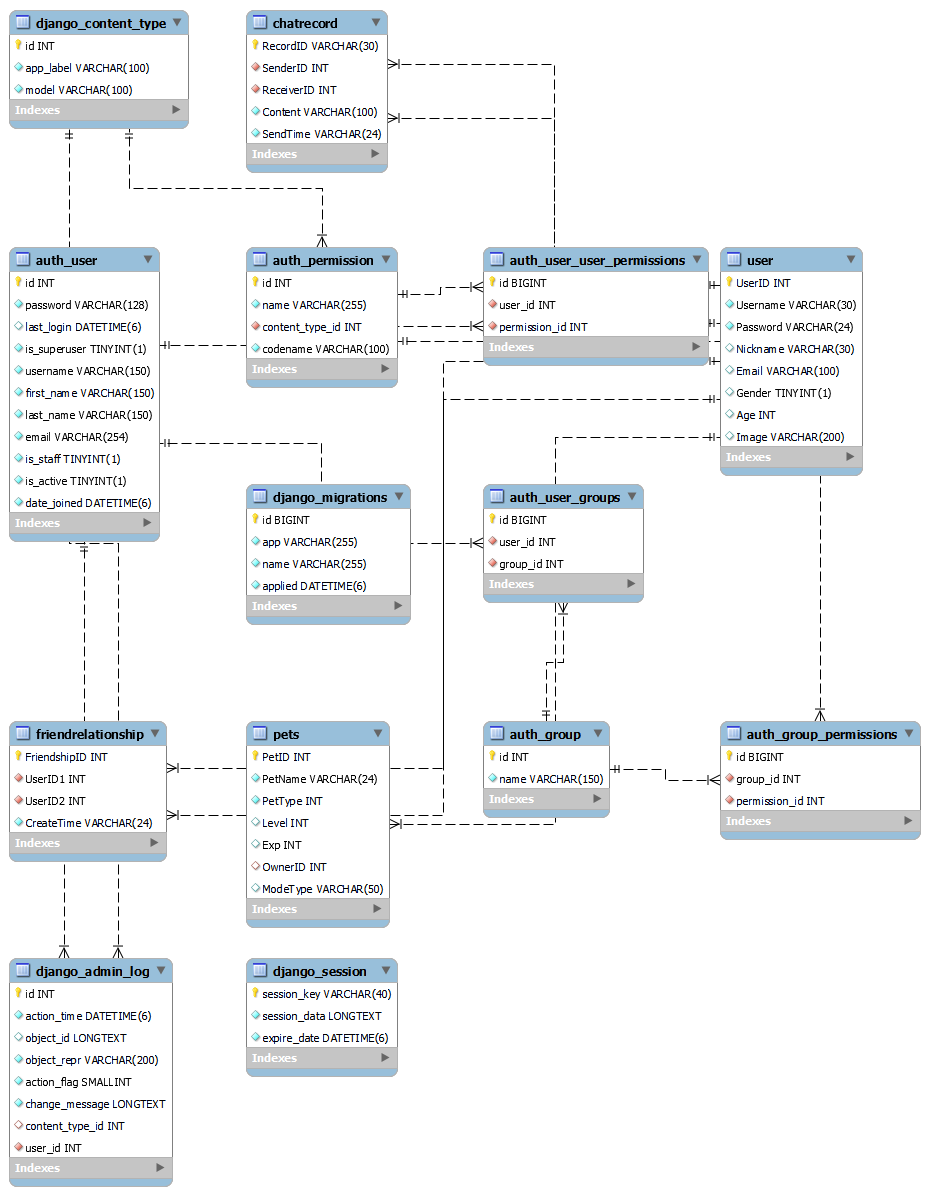 django_content_type
id INT
app_label VARCHAR(100)
model VARCHAR(100)
Indexes
chatrecord
RecordID VARCHAR(30)
SenderID INT
ReceiverID INT
Content VARCHAR(100)
SendTime VARCHAR(24)
Indexes
auth_user
id INT
password VARCHAR(128)
last_login DATETIME(6)
is_superuser TINYINT(1)
username VARCHAR(150)
first_name VARCHAR(150)
last_name VARCHAR(150)
email VARCHAR(254)
is_staff TINYINT(1)
is_active TINYINT(1)
date_joined DATETIME(6)
Indexes
auth_permission
id INT
name VARCHAR(255)
content_type_id INT
codename VARCHAR(100)
Indexes
auth_user_user_permissions
id BIGINT
user_id INT
permission_id INT
Indexes
user
UserID INT
Username VARCHAR(30)
Password VARCHAR(24)
Nickname VARCHAR(30)
Email VARCHAR(100)
Gender TINYINT(1)
Age INT
Image VARCHAR(200)
Indexes
django_migrations
id BIGINT
app VARCHAR(255)
name VARCHAR(255)
applied DATETIME(6)
Indexes
auth_user_groups
id BIGINT
user_id INT
group_id INT
Indexes
friendrelationship
FriendshipID INT
UserID1 INT
UserID2 INT
CreateTime VARCHAR(24)
Indexes
pets
PetID INT
PetName VARCHAR(24)
PetType INT
Level INT
Exp INT
OwnerID INT
ModeType VARCHAR(50)
Indexes
auth_group
id INT
name VARCHAR(150)
Indexes
auth_group_permissions
id BIGINT
group_id INT
permission_id INT
Indexes
django_admin_log
id INT
action_time DATETIME(6)
object_id LONGTEXT
object_repr VARCHAR(200)
action_flag SMALLINT
change_message LONGTEXT
content_type_id INT
user_id INT
Indexes
django_session
session_key VARCHAR(40)
session_data LONGTEXT
expire_date DATETIME(6)
Indexes